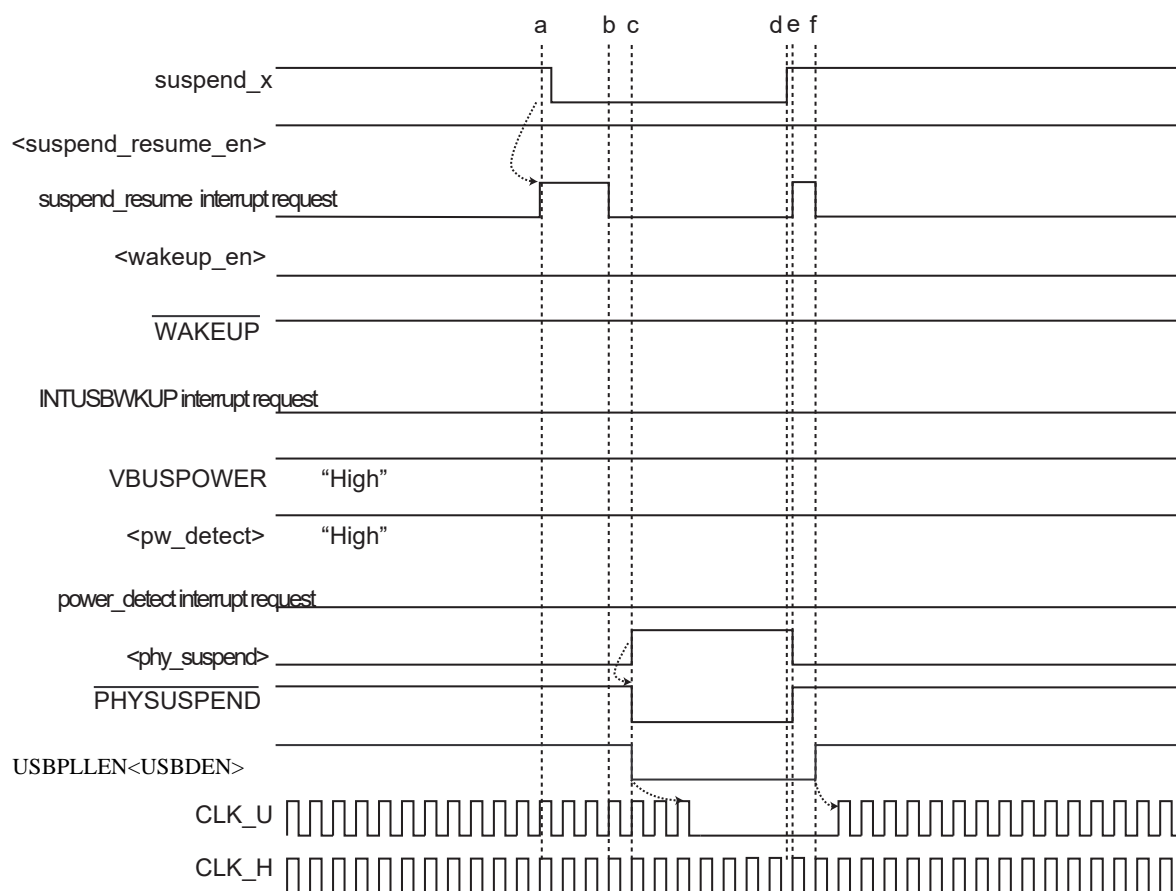 a b c d e f
suspend_x
<suspend_resume_en>
suspend_resume interrupt request
<wakeup_en>
WAKEUP
INTUSBWKUP interrupt request
VBUSPOWER “High”
<pw_detect> “High”
power_detect interrupt request
<phy_suspend>
PHYSUSPEND
USBPLLEN<USBDEN>
CLK_U
CLK_H